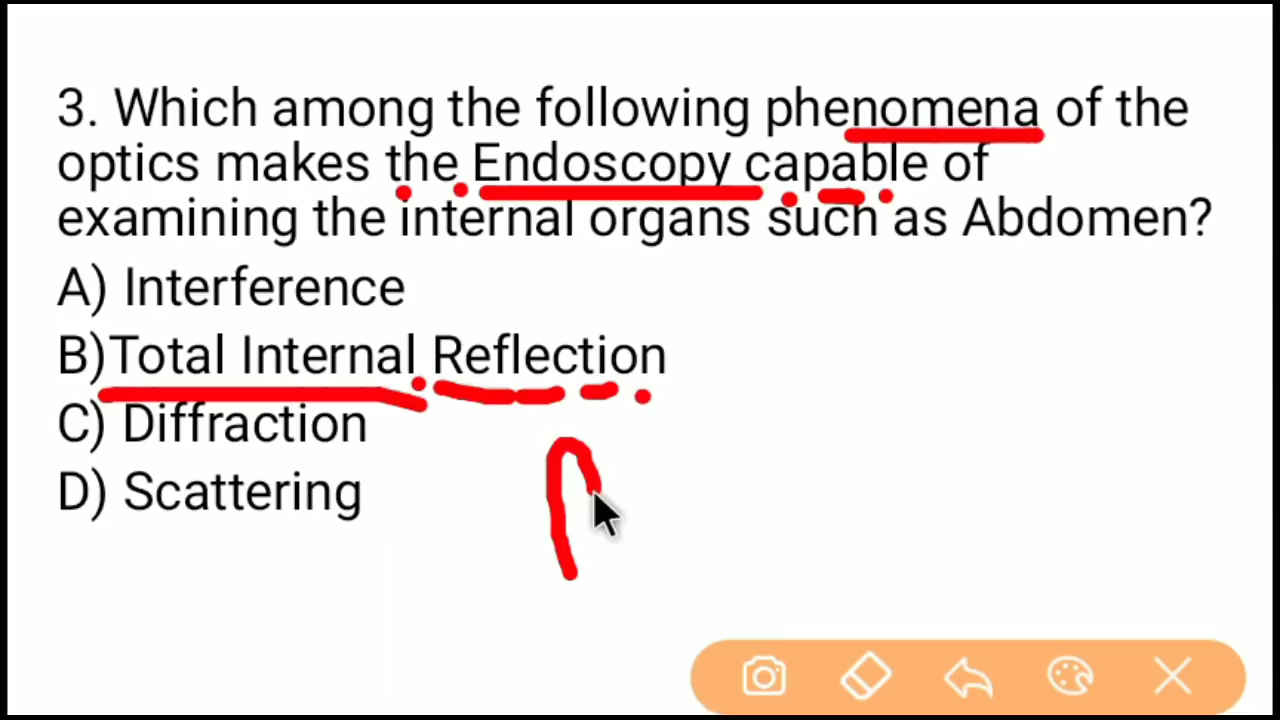 3. Which among the following phenomena of the
optics makes the Endoscopy capable of
examining the internal organs such as Abdomen?
A) Interference
B)Total Internal Reflection
C) Diffraction
D) Scattering